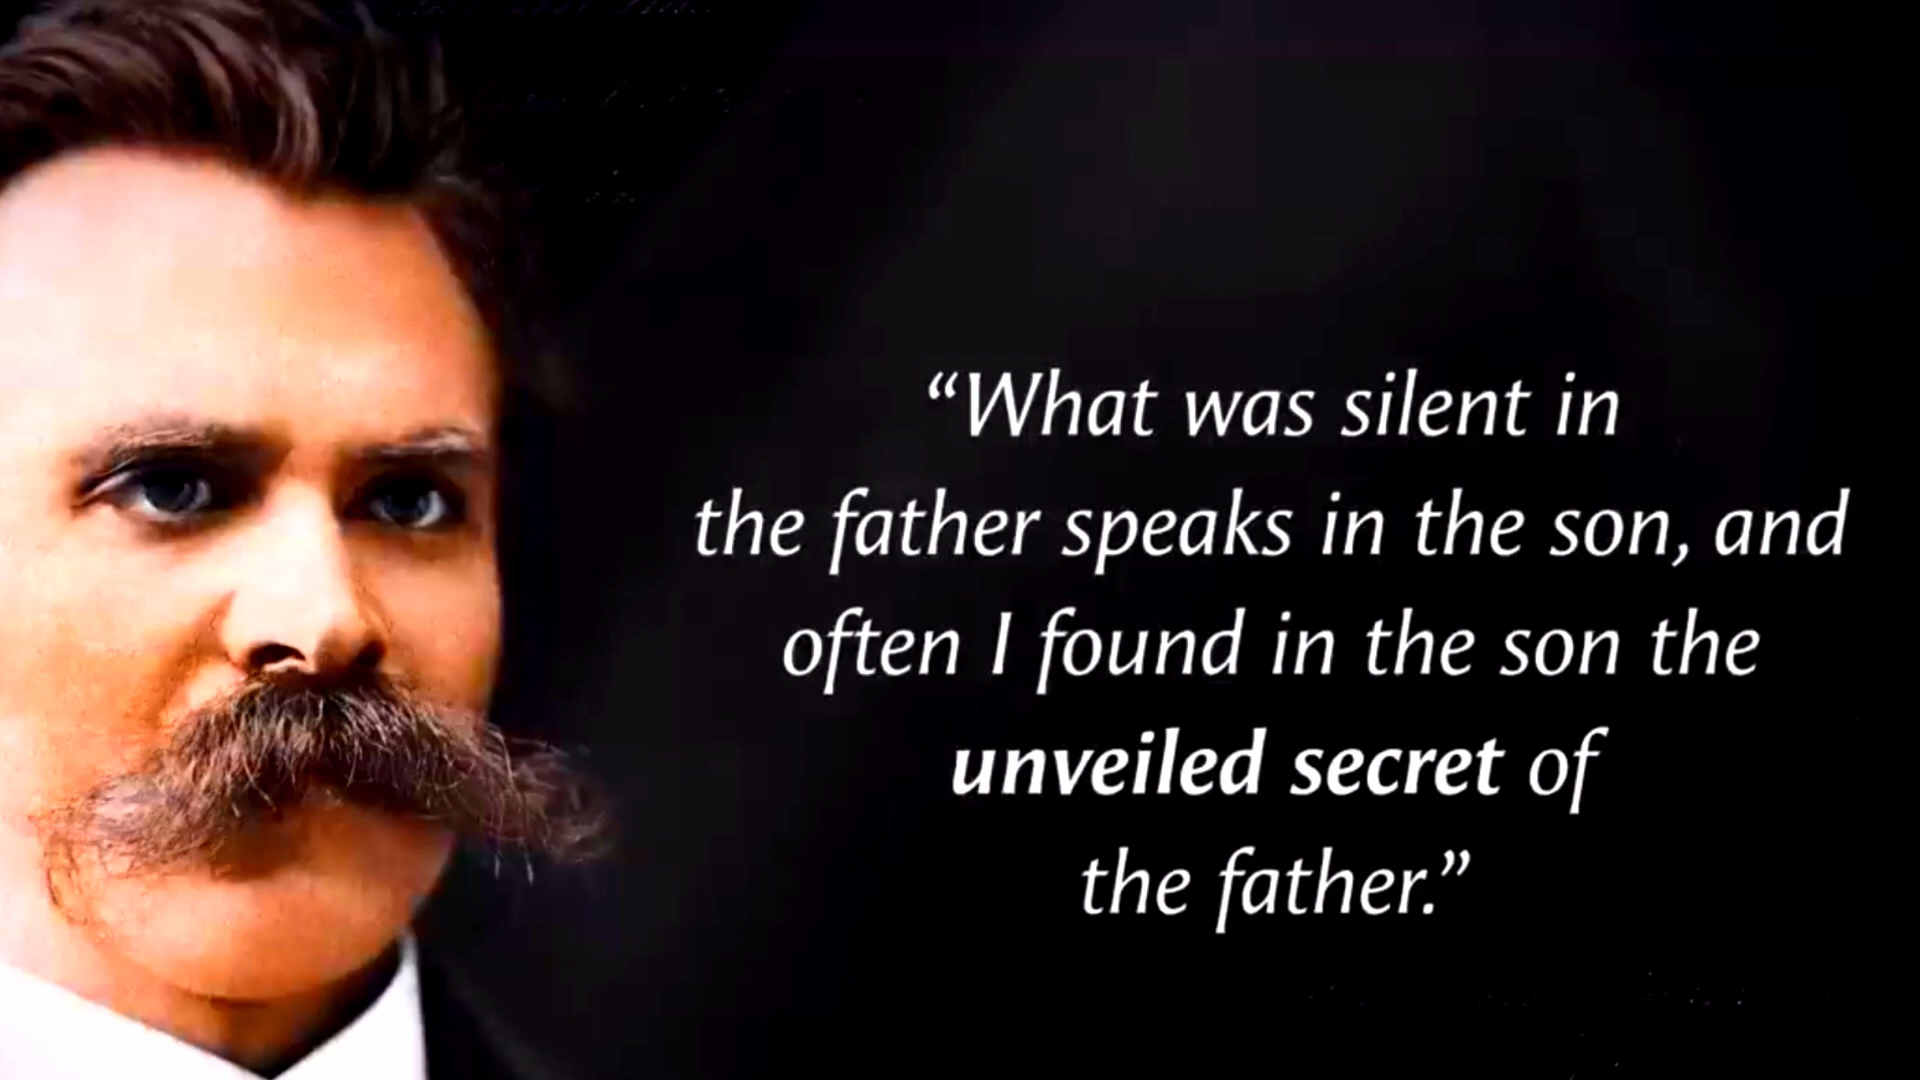 “What was silent in
the father speaks in the son, and
often I found in the son the
unveiled secret of
the father.”